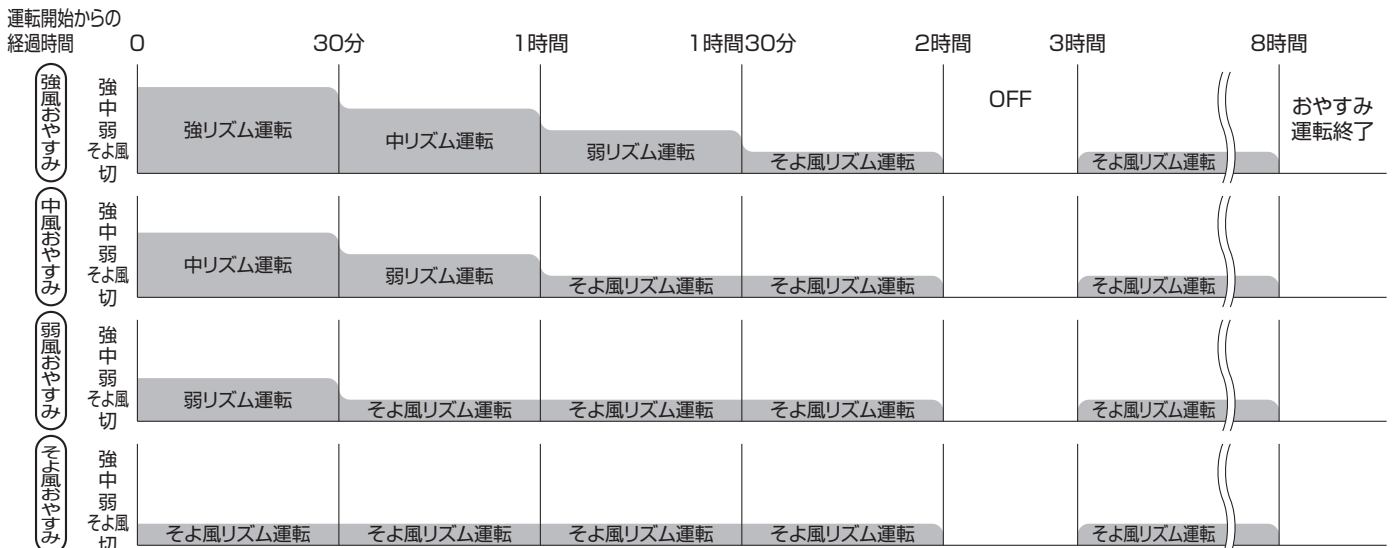 運転開始からの
経過時間 0 30分 1時間 1時間30分 2時間 3時間 8時間
強風おやすみ
強
中
弱
そよ風
切
強リズム運転 中リズム運転 弱リズム運転 そよ風リズム運転 OFF そよ風リズム運転
おやすみ
運転終了
中風おやすみ
強
中
弱
そよ風
切
中リズム運転 弱リズム運転 そよ風リズム運転 そよ風リズム運転 そよ風リズム運転
弱風おやすみ
強
中
弱
そよ風
切
弱リズム運転 そよ風リズム運転 そよ風リズム運転 そよ風リズム運転 そよ風リズム運転
そよ風おやすみ
強
中
弱
そよ風
切
そよ風リズム運転 そよ風リズム運転 そよ風リズム運転 そよ風リズム運転 そよ風リズム運転